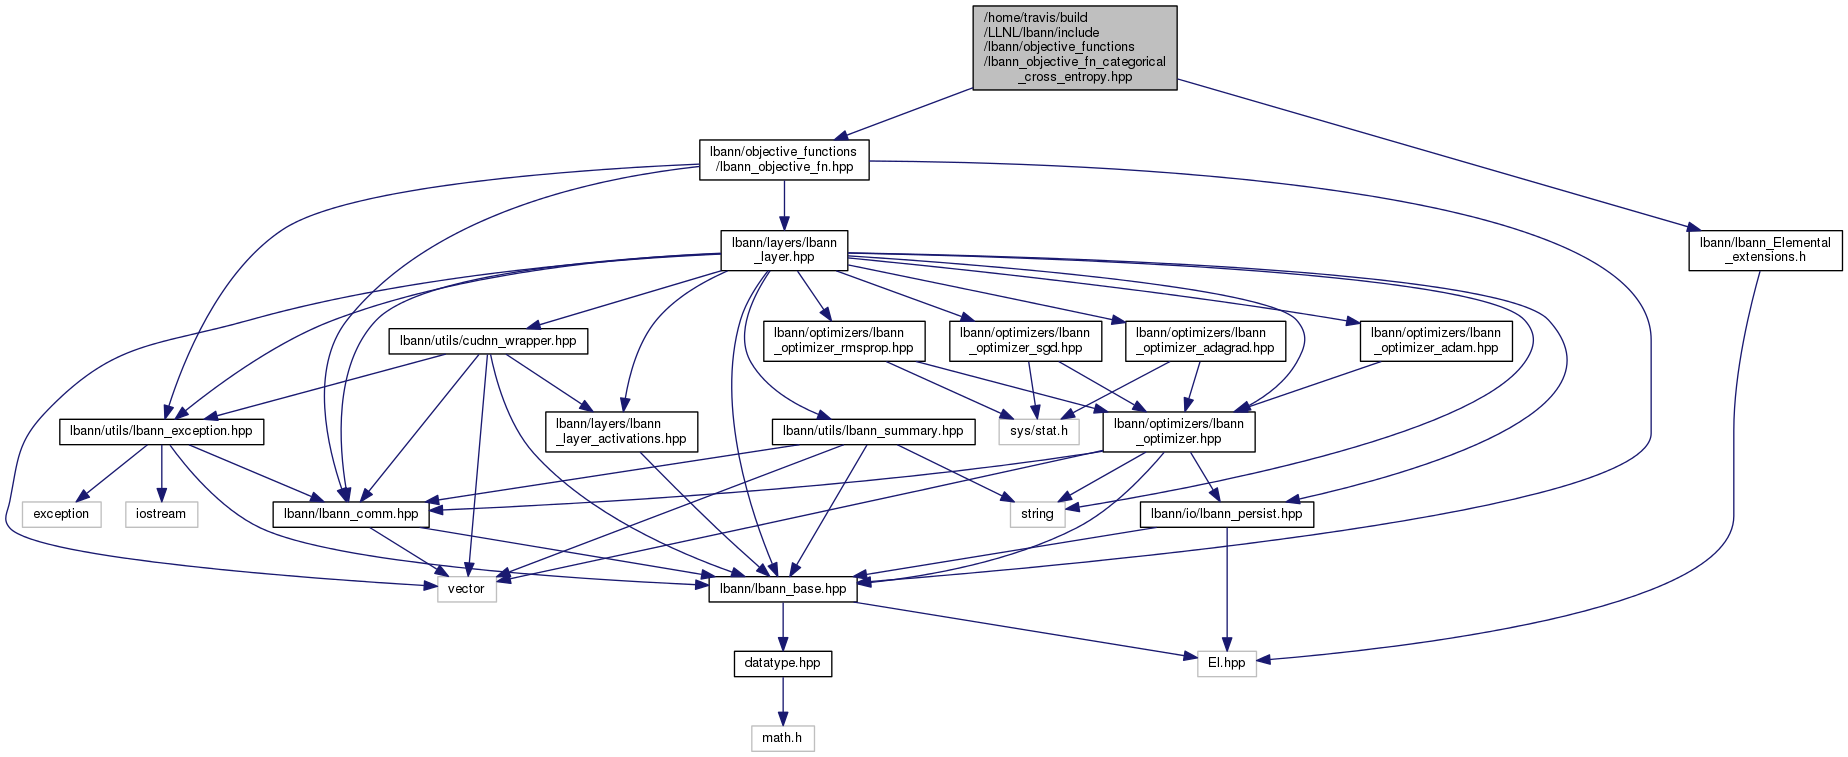 /home/travis/build
/LLNL/lbann/include
/lbann/objective_functions
/lbann_objective_fn_categorical
_cross_entropy.hpp
lbann/objective_functions
/lbann_objective_fn.hpp
lbann/layers/lbann
_layer.hpp
lbann/lbann_Elemental
_extensions.h
lbann/utils/cudnn_wrapper.hpp
lbann/optimizers/lbann
_optimizer_rmsprop.hpp
lbann/optimizers/lbann
_optimizer_sgd.hpp
lbann/optimizers/lbann
_optimizer_adagrad.hpp
lbann/optimizers/lbann
_optimizer_adam.hpp
lbann/utils/lbann_exception.hpp
lbann/layers/lbann
_layer_activations.hpp
lbann/utils/lbann_summary.hpp
sys/stat.h
lbann/optimizers/lbann
_optimizer.hpp
exception
iostream
lbann/lbann_comm.hpp
string
lbann/io/lbann_persist.hpp
vector
lbann/lbann_base.hpp
datatype.hpp
El.hpp
math.h